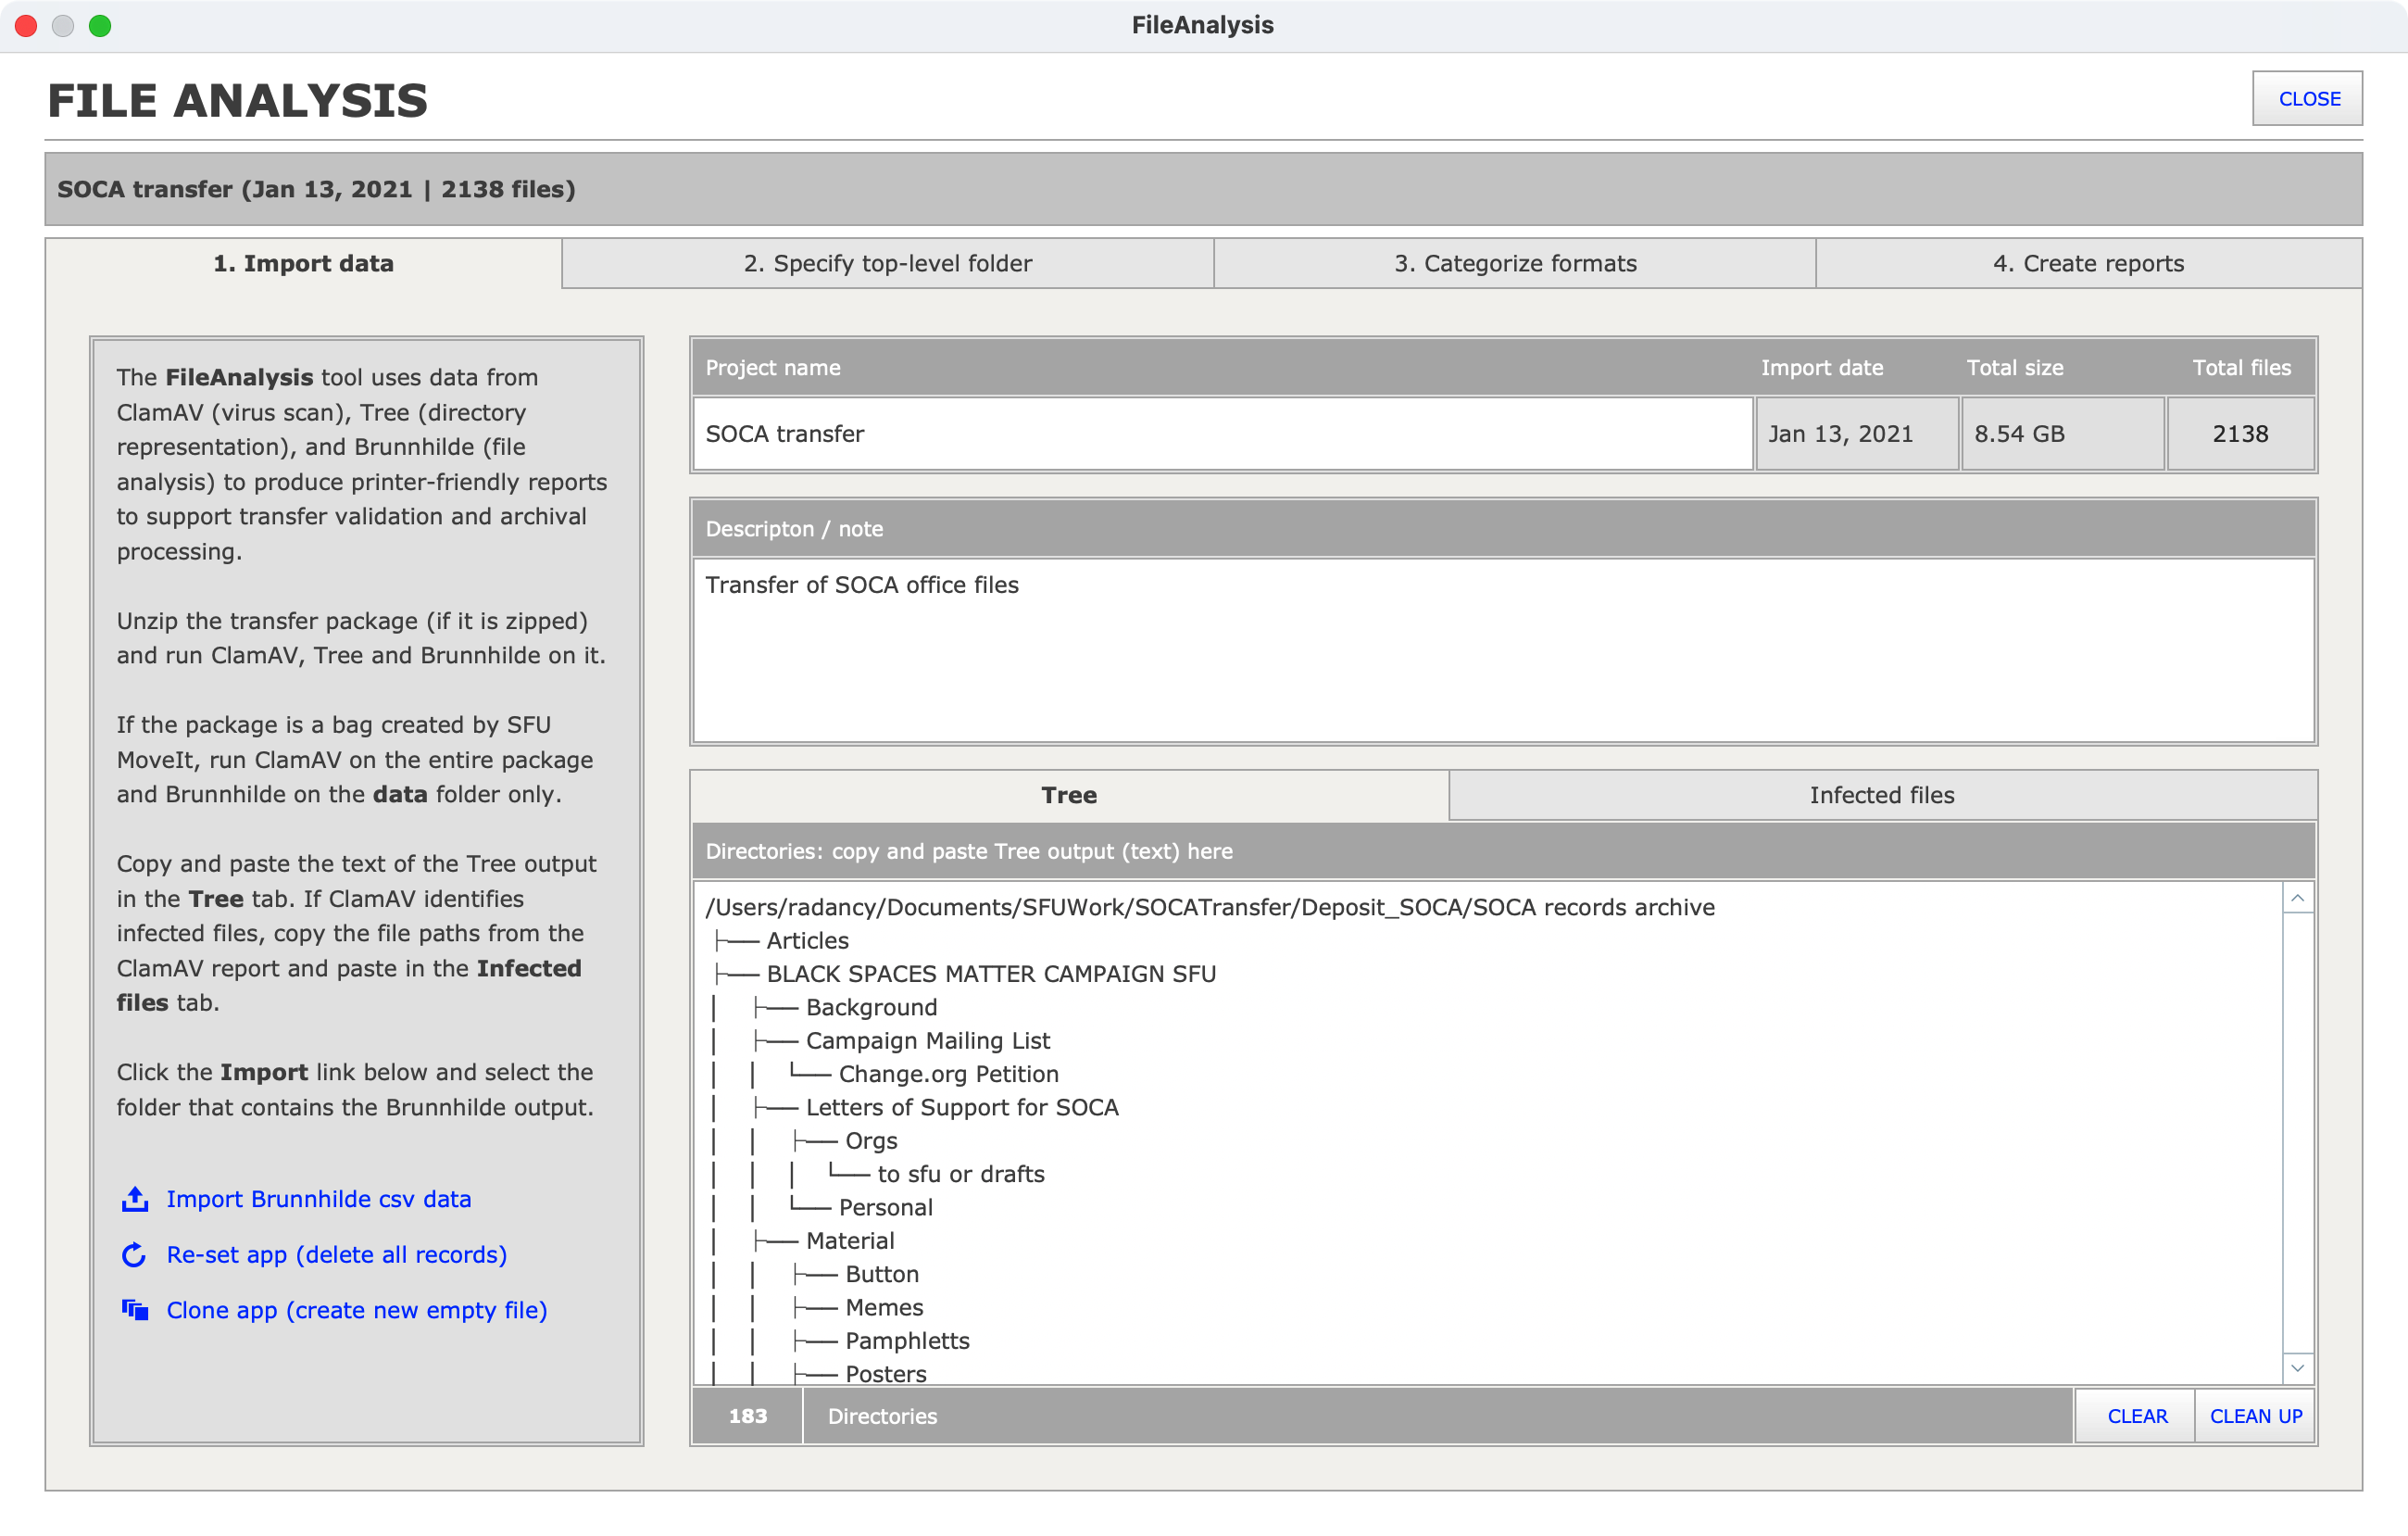 FileAnalysis
FILE ANALYSIS
CLOSE
SOCA transfer (Jan 13, 2021 | 2138 files)
1. Import data
2. Specify top-level folder
3. Categorize formats
4. Create reports
The FileAnalysis tool uses data from
ClamAV (virus scan), Tree (directory
representation), and Brunnhilde (file
analysis) to produce printer-friendly reports
to support transfer validation and archival
processing.
Unzip the transfer package (if it is zipped)
and run ClamAV, Tree and Brunnhilde on it.
If the package is a bag created by SFU
MoveIt, run ClamAV on the entire package
and Brunnhilde on the data folder only.
Copy and paste the text of the Tree output
in the Tree tab. If ClamAV identifies
infected files, copy the file paths from the
ClamAV report and paste in the Infected
files tab.
Click the Import link below and select the
folder that contains the Brunnhilde output.
Import Brunnhilde csv data
Re-set app (delete all records)
Clone app (create new empty file)
Project name Import date Total size Total files
SOCA transfer Jan 13, 2021 8.54 GB 2138
Descripton / note
Transfer of SOCA office files
Tree
Infected files
Directories: copy and paste Tree output (text) here
/Users/radancy/Documents/SFUWork/SOCATransfer/Deposit_SOCA/SOCA records archive
├── Articles
├── BLACK SPACES MATTER CAMPAIGN SFU
│   ├── Background
│   ├── Campaign Mailing List
│   │   └── Change.org Petition
│   ├── Letters of Support for SOCA
│   │   ├── Orgs
│   │   │   └── to sfu or drafts
│   │   └── Personal
│   ├── Material
│   │   ├── Button
│   │   ├── Memes
│   │   ├── Pamphletts
│   │   ├── Posters
183 Directories
CLEAR
CLEAN UP